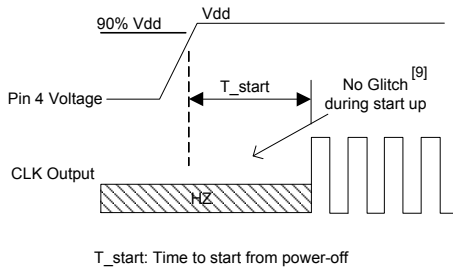 Vdd
90% Vdd
T_start
No Glitch [9]
during start up
Pin 4 Voltage
CLK Output
HZ
T_start: Time to start from power-off